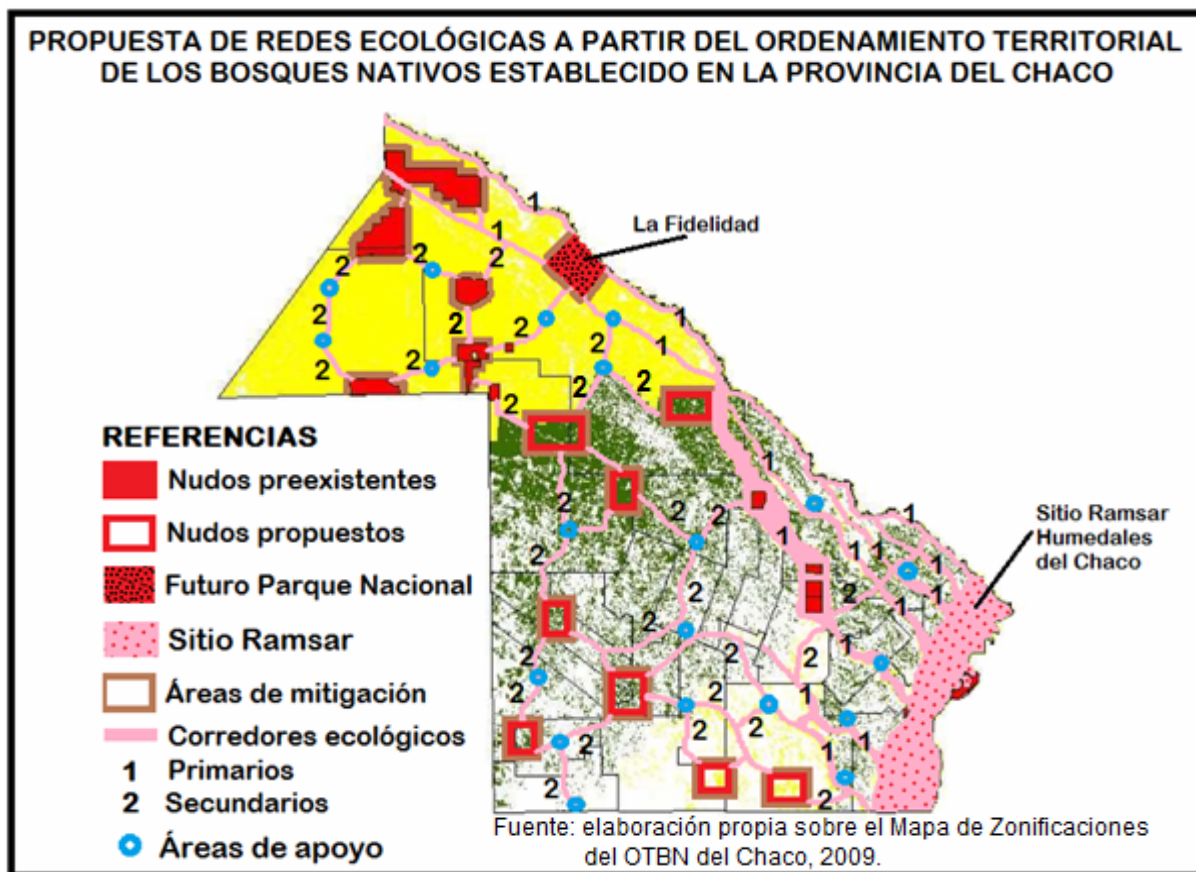 PROPUESTA DE REDES ECOLÓGICAS A PARTIR DEL ORDENAMIENTO TERRITORIAL
DE LOS BOSQUES NATIVOS ESTABLECIDO EN LA PROVINCIA DEL CHACO
La Fidelidad
Sitio Ramsar
Humedales
del Chaco
REFERENCIAS
Nudos preexistentes
Nudos propuestos
Futuro Parque Nacional
Sitio Ramsar
Áreas de mitigación
Corredores ecológicos
1 Primarios
2 Secundarios
Áreas de apoyo
Fuente: elaboración propia sobre el Mapa de Zonificaciones
del OTBN del Chaco, 2009.